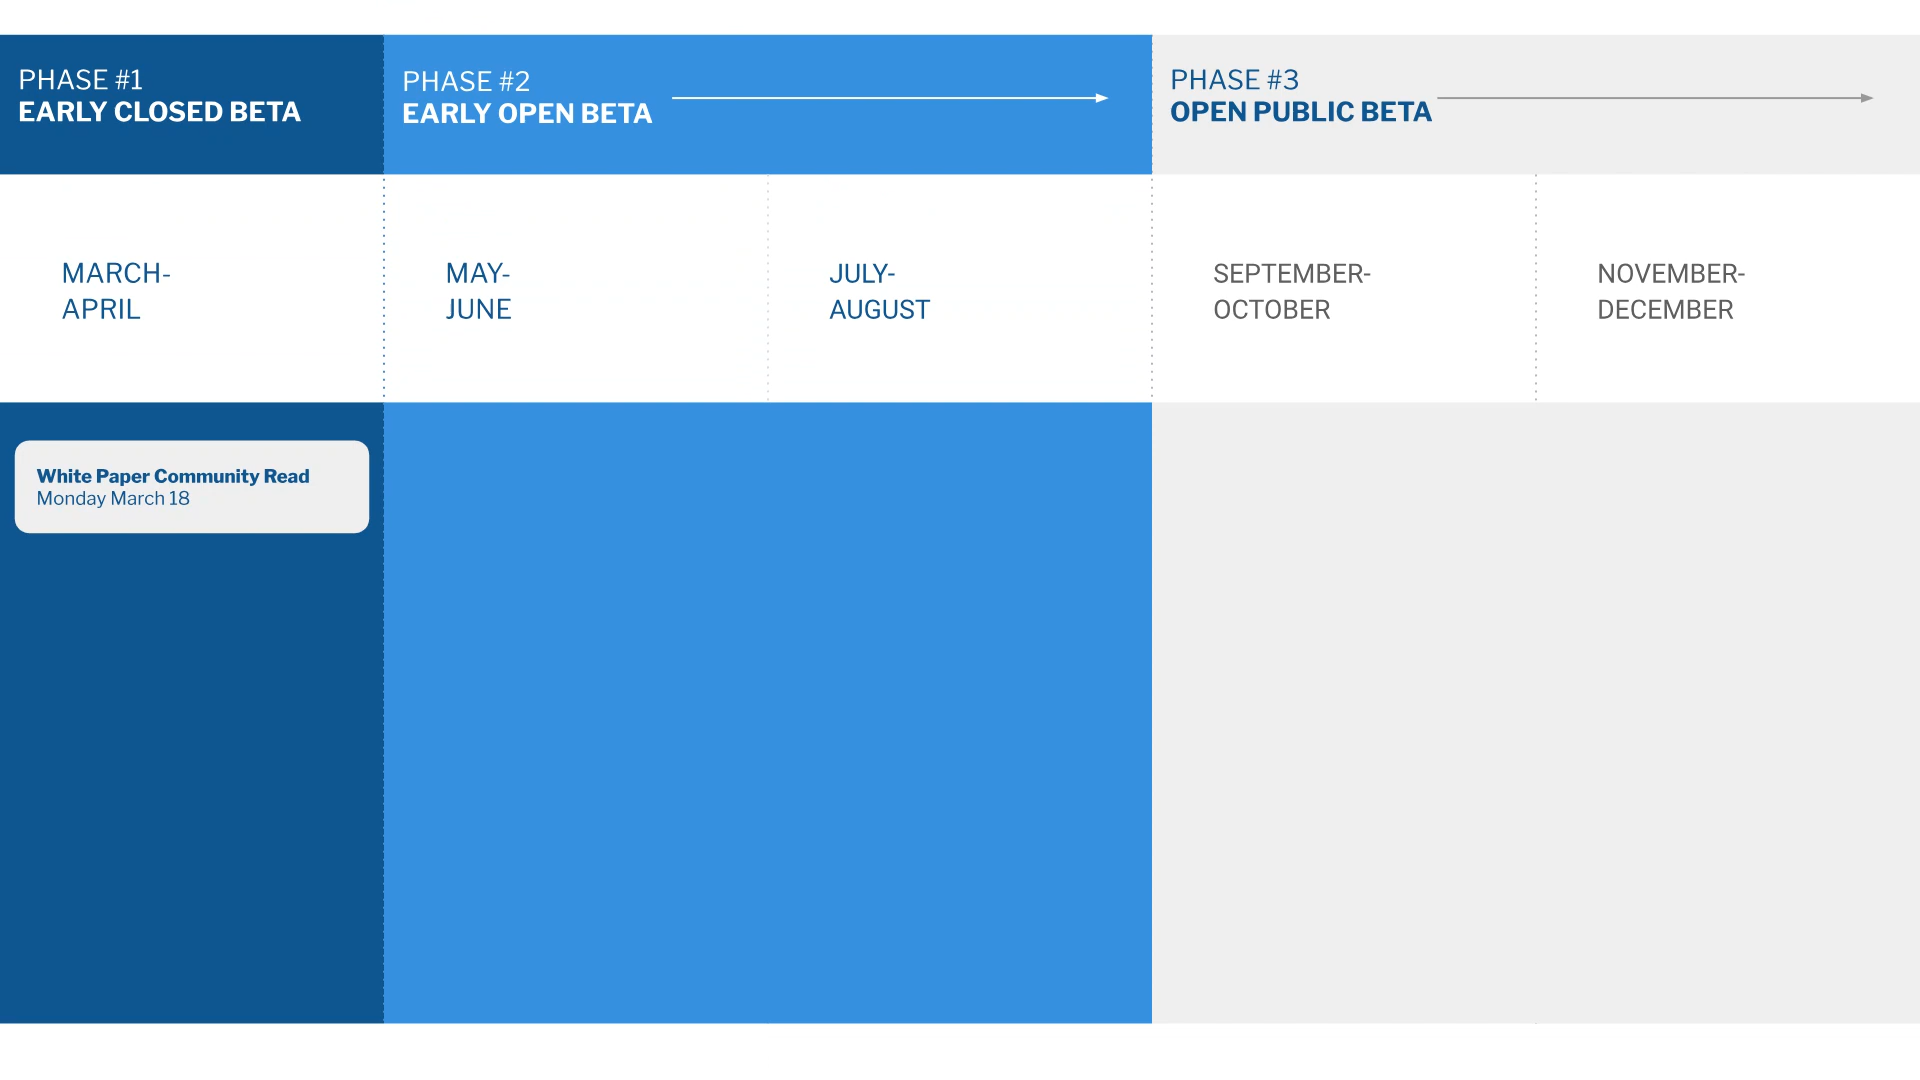 PHASE #1
EARLY CLOSED BETA
PHASE #2
EARLY OPEN BETA
PHASE #3
OPEN PUBLIC BETA
MARCH-
APRIL
MAY-
JUNE
JULY-
AUGUST
SEPTEMBER-
OCTOBER
NOVEMBER-
DECEMBER
White Paper Community Read
Monday March 18